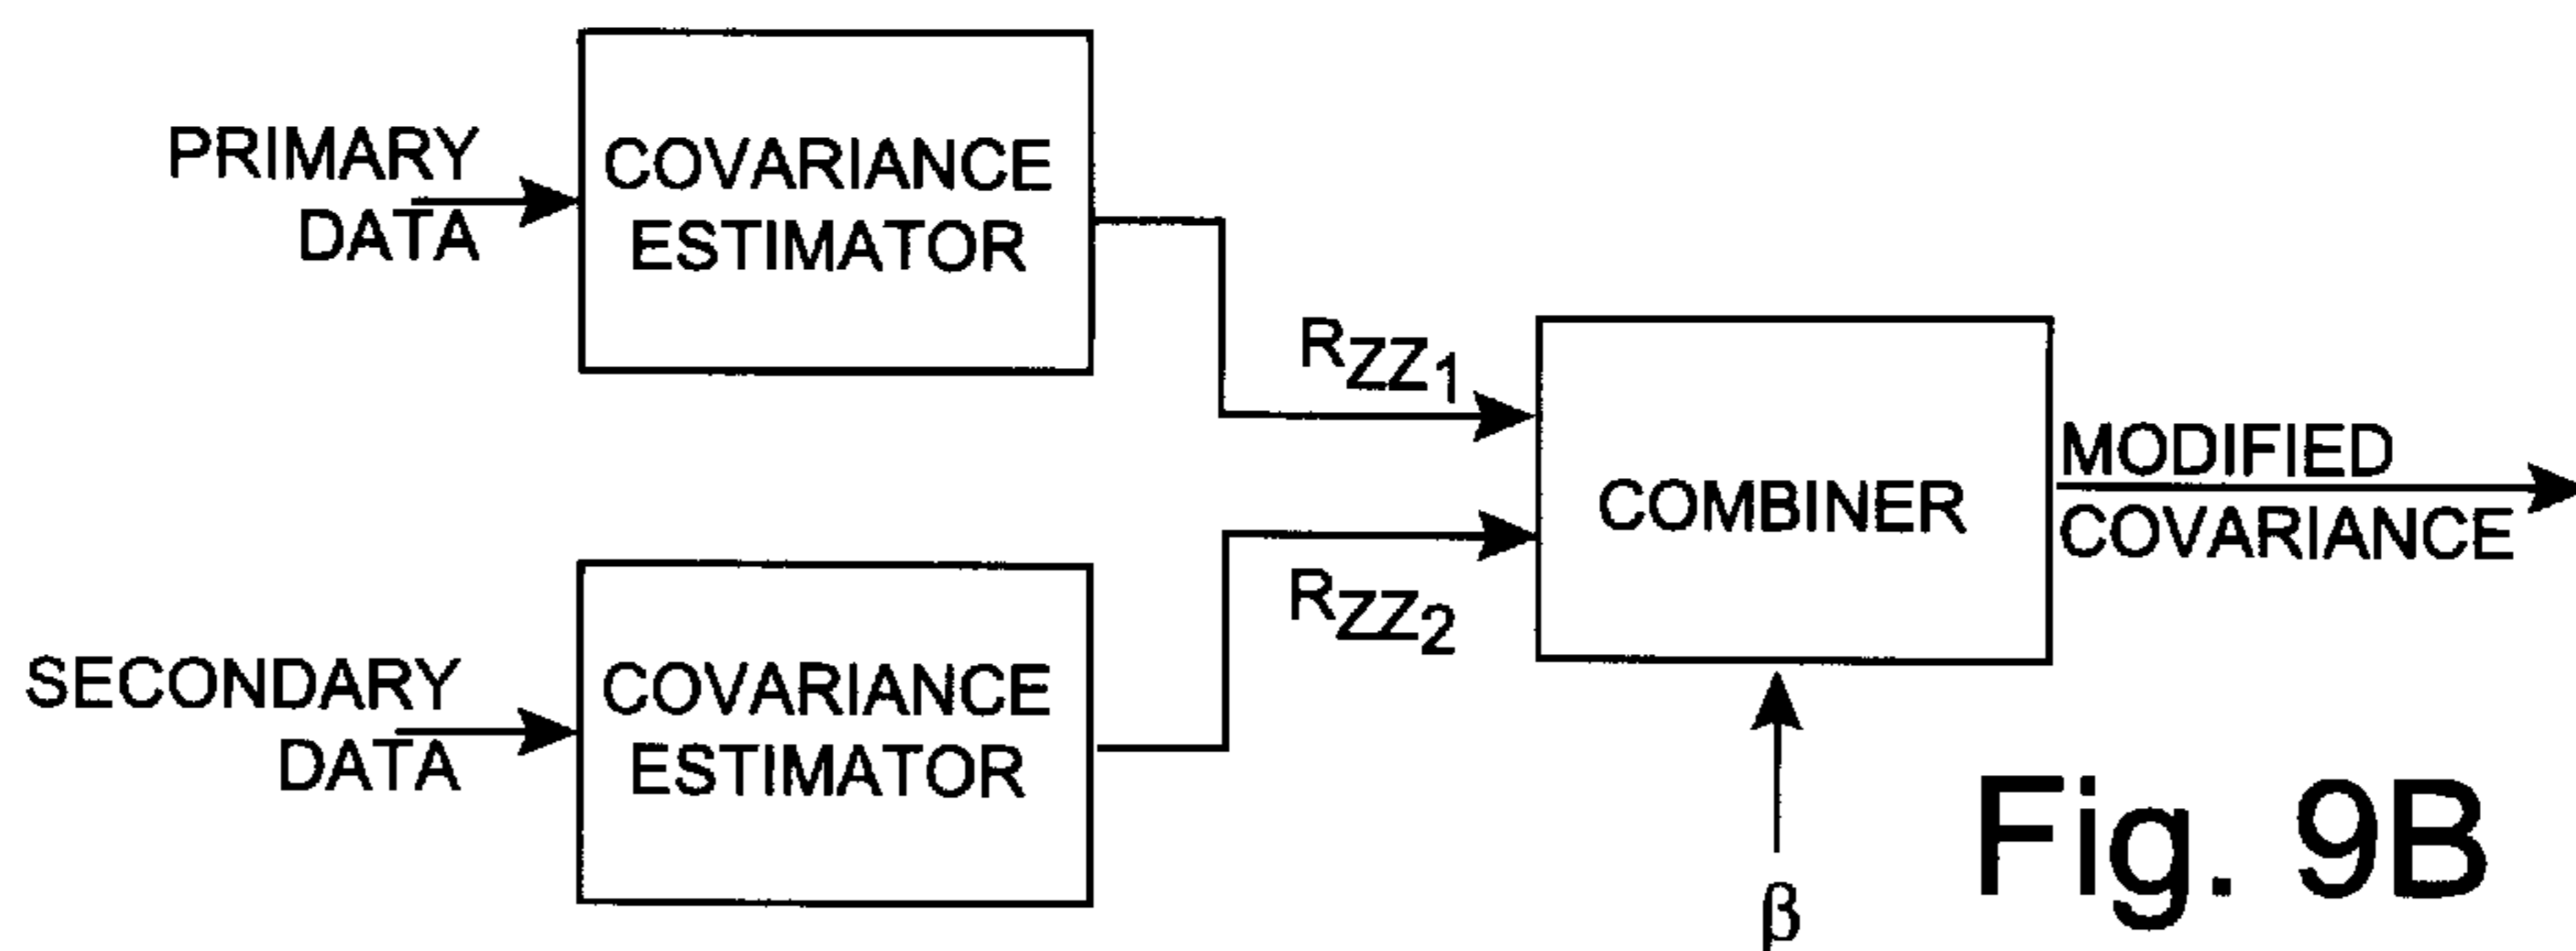 PRIMARY
DATA
COVARIANCE
ESTIMATOR
RZZ1
SECONDARY
DATA
COVARIANCE
ESTIMATOR
RZZ2
COMBINER
β
MODIFIED
COVARIANCE
Fig. 9B